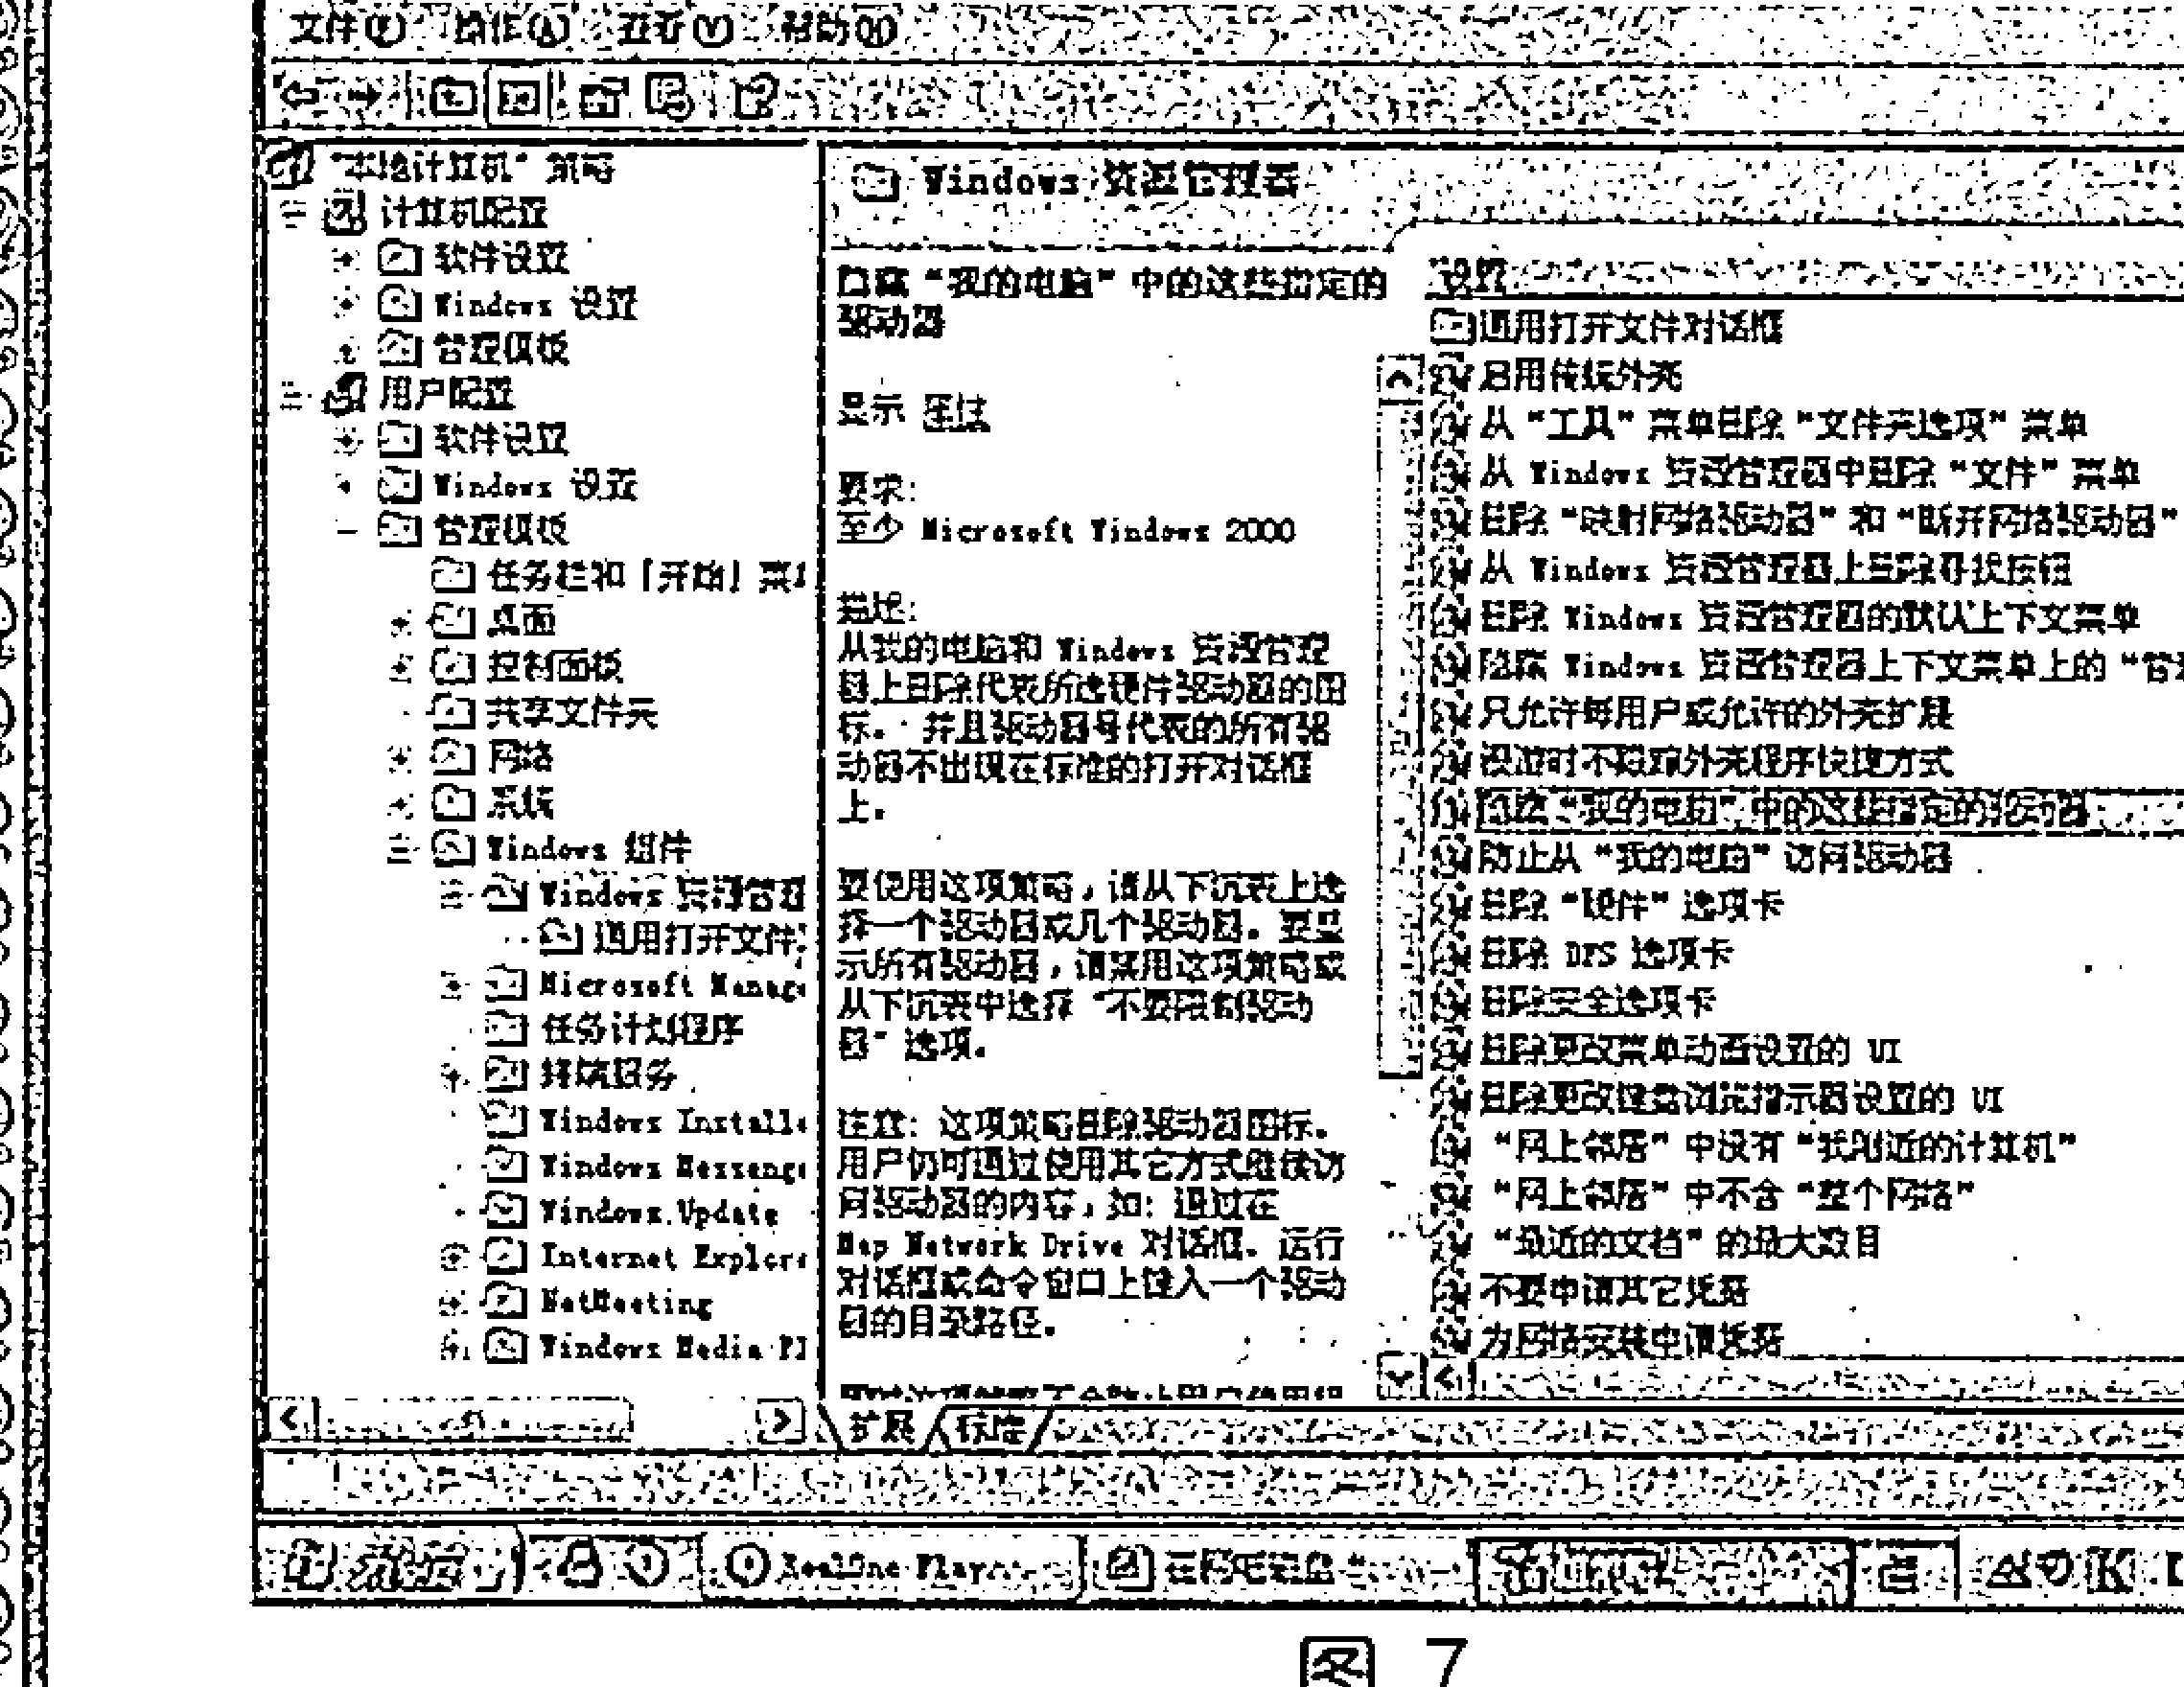 文件(F) 操作(A) 查看(V) 帮助(H)
“本地计算机” 策略
计算机配置
软件设置
Windows 设置
管理模板
用户配置
软件设置
Windows 设置
管理模板
任务栏和「开始」菜单
桌面
控制面板
共享文件夹
网络
系统
Windows 组件
Windows 资源管理器
通用打开文件
Microsoft Manage
任务计划程序
终端服务
Windows Installe
Windows Messenge
Windows Update
Internet Explore
NetMeeting
Windows Media Pl
Windows 资源管理器
隐藏“我的电脑”中的这些指定的
驱动器
显示 属性
要求:
至少 Microsoft Windows 2000
描述:
从我的电脑和 Windows 资源管理
器上删除代表所选硬件驱动器的图
标。并且驱动器号代表的所有驱
动器不出现在标准的打开对话框
上。
要使用这项策略,请从下沉表上选
择一个驱动器或几个驱动器。要显
示所有驱动器,请禁用这项策略或
从下沉表中选择 “不要限制驱动
器” 选项。
注意: 这项策略删除驱动器图标。
用户仍可通过使用其它方式继续访
问驱动器的内容,如: 通过在
Map Network Drive 对话框、运行
对话框或命令窗口上键入一个驱动
器的目录路径。
扩展 标准
设置
通用打开文件对话框
启用传统外壳
从“工具”菜单删除“文件夹选项”菜单
从 Windows 资源管理器中删除“文件”菜单
删除“映射网络驱动器”和“断开网络驱动器”
从 Windows 资源管理器上删除寻找按钮
删除 Windows 资源管理器的默认上下文菜单
隐藏 Windows 资源管理器上下文菜单上的“管理
只允许每用户或允许的外壳扩展
漫游时不跟踪外壳程序快捷方式
隐藏“我的电脑”中的这些指定的驱动器
防止从“我的电脑”访问驱动器
删除“硬件”选项卡
删除 DFS 选项卡
删除安全选项卡
删除更改菜单动画设置的 UI
删除更改键盘浏览指示器设置的 UI
“网上邻居”中没有“我附近的计算机”
“网上邻居”中不含“整个网络”
“最近的文档”的最大数目
不要申请其它凭据
为网络安装申请凭据
RealOne Player
组策略
图 7